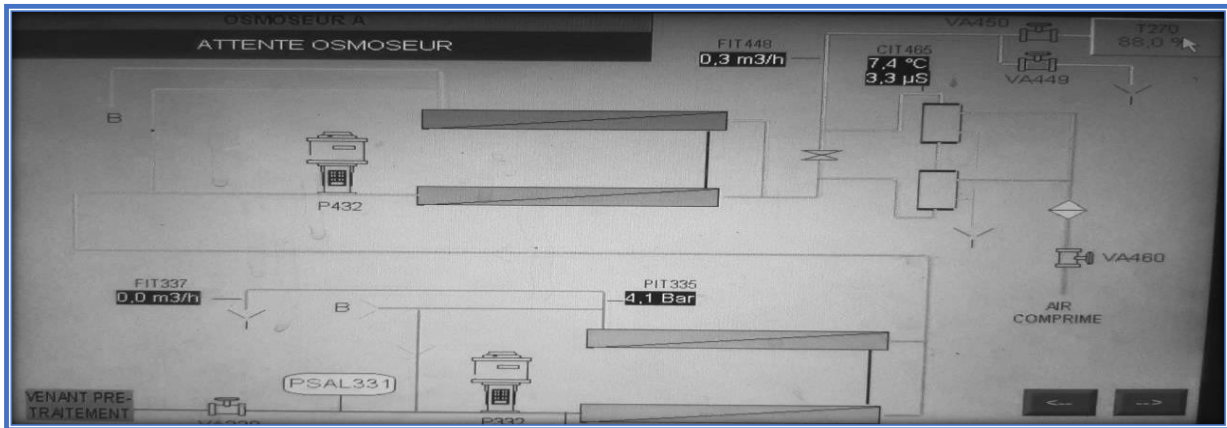 OSMOSEUR A
ATTENTE OSMOSEUR
VA450
T270
88,0 %
FIT448
0,3 m3/h
CIT465
7,4 °C
3,3 µS
VA449
B
P432
FIT337
0,0 m3/h
B
PIT335
4,1 Bar
VA460
AIR
COMPRIME
PSAL331
VENANT PRE-
TRAITEMENT
P332
<--
-->